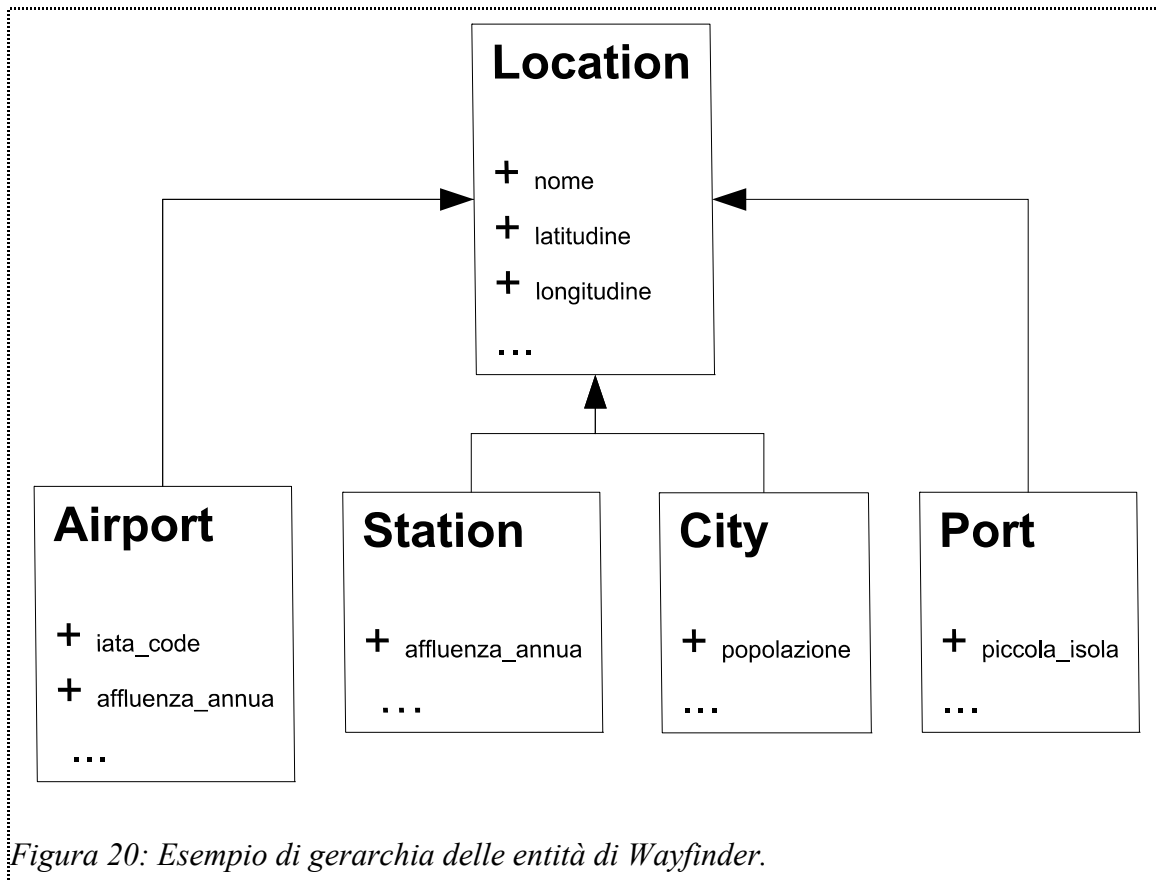 Location
+ nome
+ latitudine
+ longitudine
...
Airport
+ iata_code
+ affluenza_annua
...
Station
+ affluenza_annua
...
City
+ popolazione
...
Port
+ piccola_isola
...
Figura 20: Esempio di gerarchia delle entità di Wayfinder.